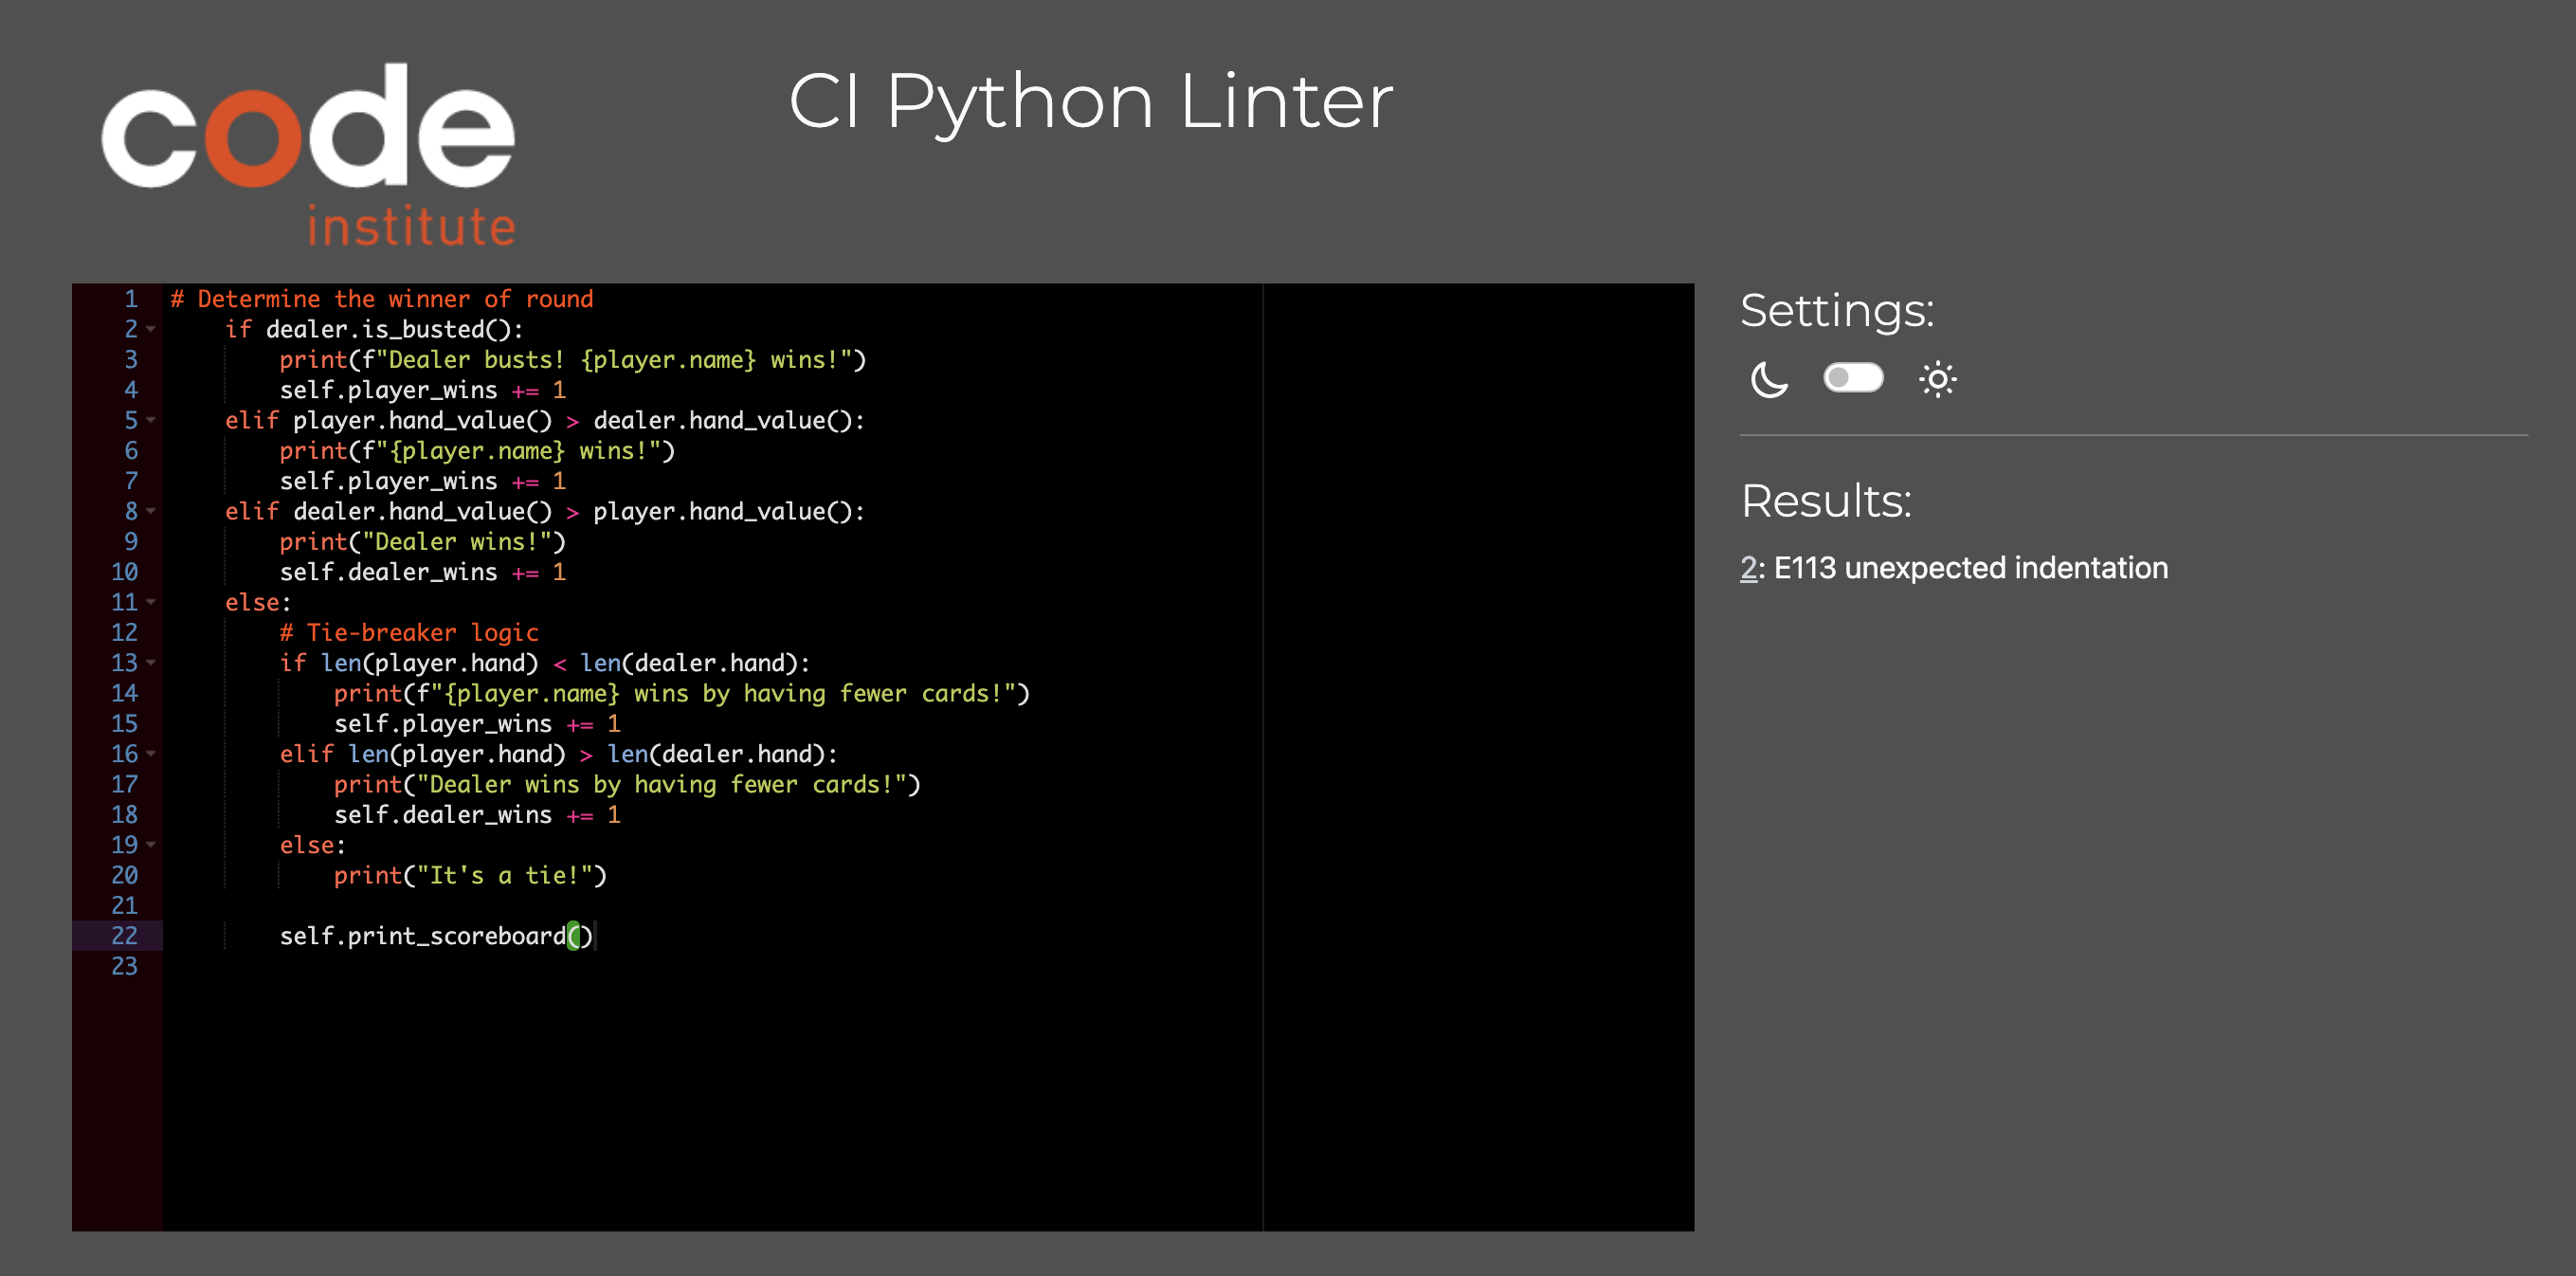 code
institute
CI Python Linter
1 # Determine the winner of round
2     if dealer.is_busted():
3         print(f"Dealer busts! {player.name} wins!")
4         self.player_wins += 1
5     elif player.hand_value() > dealer.hand_value():
6         print(f"{player.name} wins!")
7         self.player_wins += 1
8     elif dealer.hand_value() > player.hand_value():
9         print("Dealer wins!")
10         self.dealer_wins += 1
11     else:
12         # Tie-breaker logic
13         if len(player.hand) < len(dealer.hand):
14             print(f"{player.name} wins by having fewer cards!")
15             self.player_wins += 1
16         elif len(player.hand) > len(dealer.hand):
17             print("Dealer wins by having fewer cards!")
18             self.dealer_wins += 1
19         else:
20             print("It's a tie!")
21
22         self.print_scoreboard()
23
Settings:
Results:
2: E113 unexpected indentation